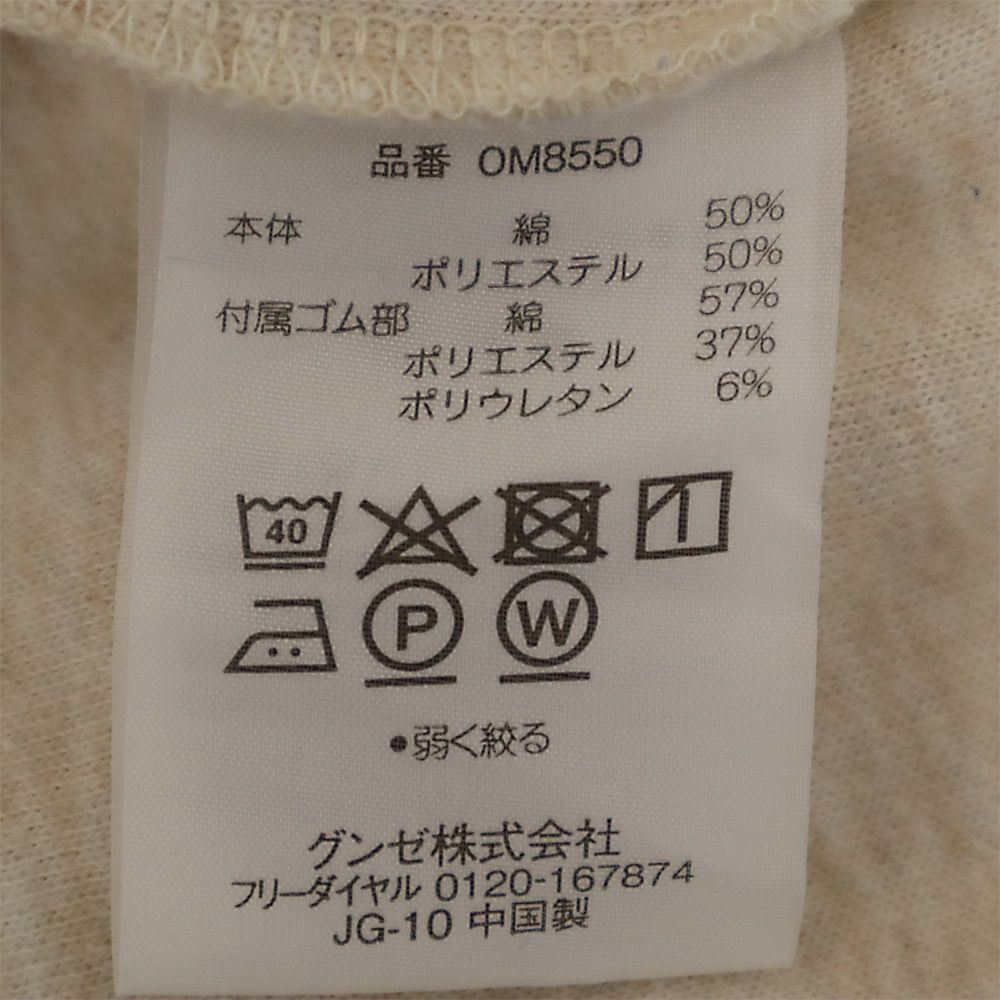 品番 OM8550
本体 綿 50%
ポリエステル 50%
付属ゴム部 綿 57%
ポリエステル 37%
ポリウレタン 6%
40
P W
●弱く絞る
グンゼ株式会社
フリーダイヤル 0120-167874
JG-10 中国製